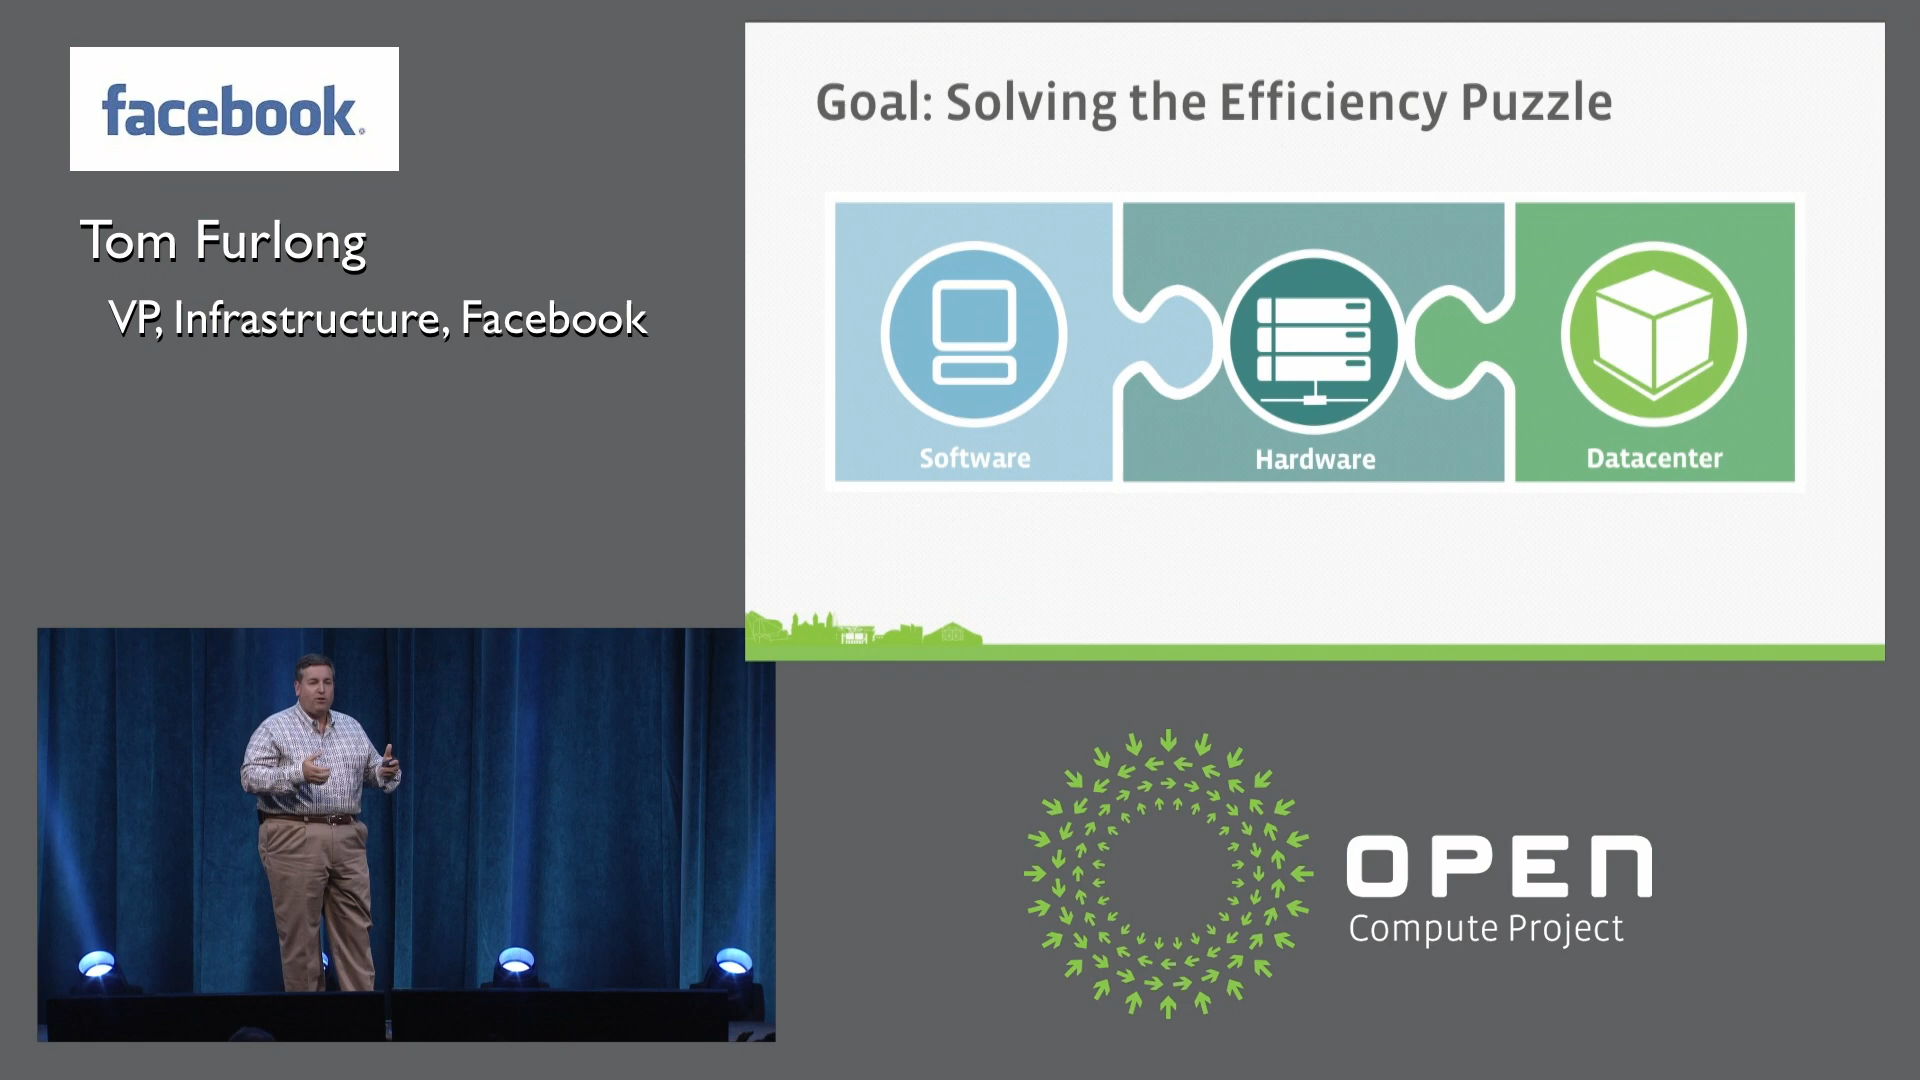 facebook
Tom Furlong
VP, Infrastructure, Facebook
Goal: Solving the Efficiency Puzzle
Software
Hardware
Datacenter
OPEN
Compute Project